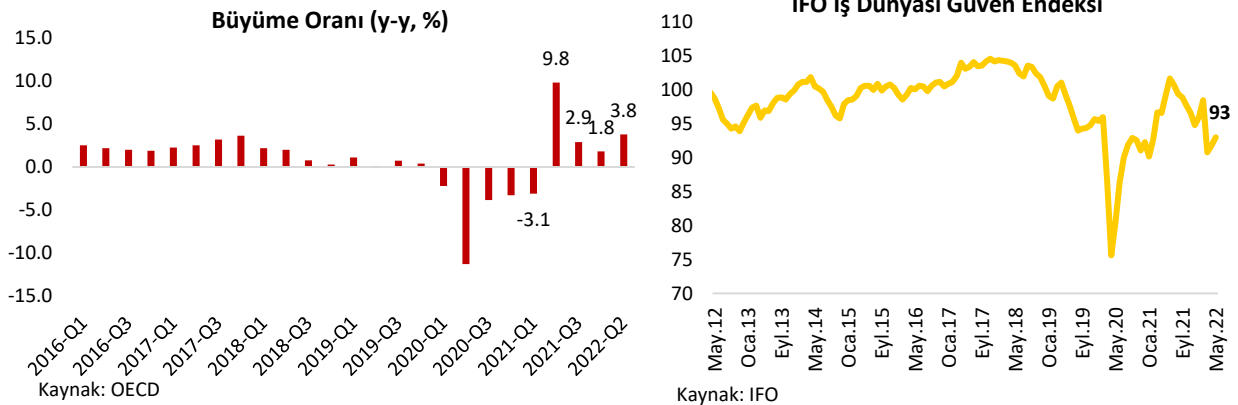 Büyüme Oranı (y-y, %)
15.0
10.0
5.0
0.0
-5.0
-10.0
-15.0
9.8
2.9
1.8
3.8
-3.1
2016-Q1
2016-Q3
2017-Q1
2017-Q3
2018-Q1
2018-Q3
2019-Q1
2019-Q3
2020-Q1
2020-Q3
2021-Q1
2021-Q3
2022-Q2
Kaynak: OECD
IFO İş Dünyası Güven Endeksi
110
105
100
95
90
85
80
75
70
93
May.12
Oca.13
Eyl.13
May.14
Oca.15
Eyl.15
May.16
Oca.17
Eyl.17
May.18
Oca.19
Eyl.19
May.20
Oca.21
Eyl.21
May.22
Kaynak: IFO